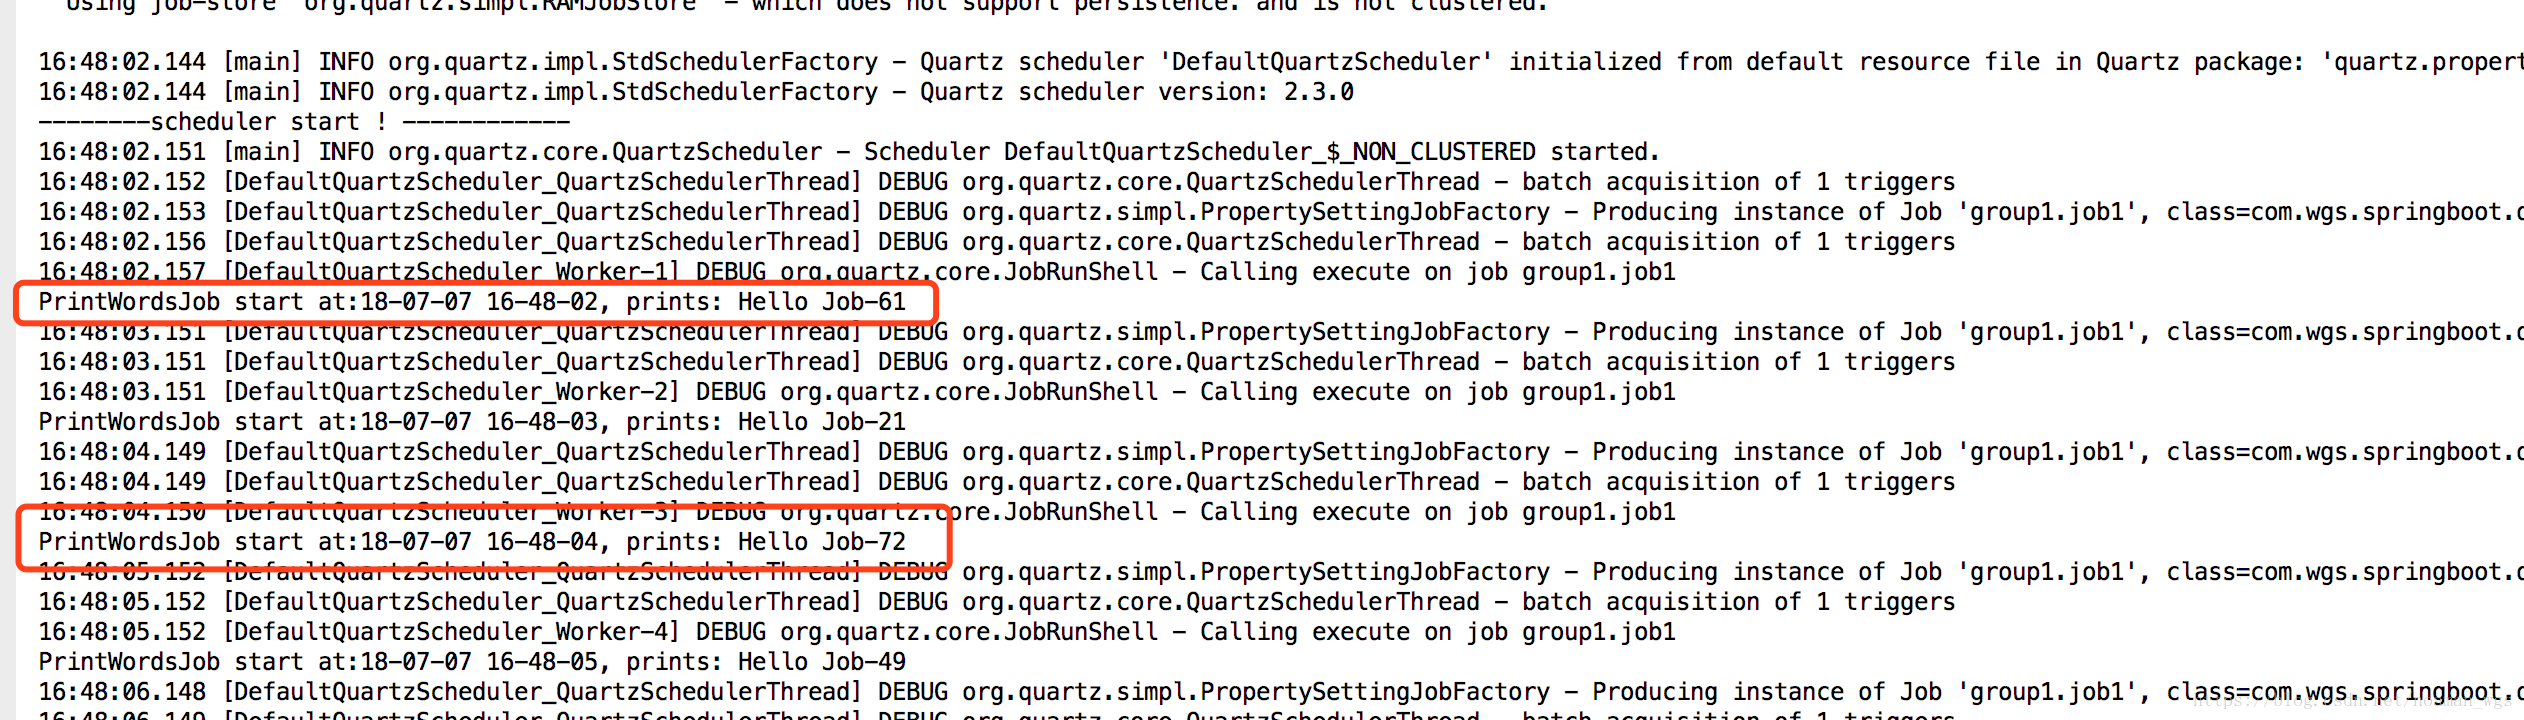 Using job-store 'org.quartz.simpl.RAMJobStore' - which does not support persistence. and is not clustered.
16:48:02.144 [main] INFO org.quartz.impl.StdSchedulerFactory - Quartz scheduler 'DefaultQuartzScheduler' initialized from default resource file in Quartz package: 'quartz.propert
16:48:02.144 [main] INFO org.quartz.impl.StdSchedulerFactory - Quartz scheduler version: 2.3.0
--------scheduler start ! ------------
16:48:02.151 [main] INFO org.quartz.core.QuartzScheduler - Scheduler DefaultQuartzScheduler_$_NON_CLUSTERED started.
16:48:02.152 [DefaultQuartzScheduler_QuartzSchedulerThread] DEBUG org.quartz.core.QuartzSchedulerThread - batch acquisition of 1 triggers
16:48:02.153 [DefaultQuartzScheduler_QuartzSchedulerThread] DEBUG org.quartz.simpl.PropertySettingJobFactory - Producing instance of Job 'group1.job1', class=com.wgs.springboot.q
16:48:02.156 [DefaultQuartzScheduler_QuartzSchedulerThread] DEBUG org.quartz.core.QuartzSchedulerThread - batch acquisition of 1 triggers
16:48:02.157 [DefaultQuartzScheduler_Worker-1] DEBUG org.quartz.core.JobRunShell - Calling execute on job group1.job1
PrintWordsJob start at:18-07-07 16-48-02, prints: Hello Job-61
16:48:03.151 [DefaultQuartzScheduler_QuartzSchedulerThread] DEBUG org.quartz.simpl.PropertySettingJobFactory - Producing instance of Job 'group1.job1', class=com.wgs.springboot.q
16:48:03.151 [DefaultQuartzScheduler_QuartzSchedulerThread] DEBUG org.quartz.core.QuartzSchedulerThread - batch acquisition of 1 triggers
16:48:03.151 [DefaultQuartzScheduler_Worker-2] DEBUG org.quartz.core.JobRunShell - Calling execute on job group1.job1
PrintWordsJob start at:18-07-07 16-48-03, prints: Hello Job-21
16:48:04.149 [DefaultQuartzScheduler_QuartzSchedulerThread] DEBUG org.quartz.simpl.PropertySettingJobFactory - Producing instance of Job 'group1.job1', class=com.wgs.springboot.q
16:48:04.149 [DefaultQuartzScheduler_QuartzSchedulerThread] DEBUG org.quartz.core.QuartzSchedulerThread - batch acquisition of 1 triggers
16:48:04.150 [DefaultQuartzScheduler_Worker-3] DEBUG org.quartz.core.JobRunShell - Calling execute on job group1.job1
PrintWordsJob start at:18-07-07 16-48-04, prints: Hello Job-72
16:48:05.152 [DefaultQuartzScheduler_QuartzSchedulerThread] DEBUG org.quartz.simpl.PropertySettingJobFactory - Producing instance of Job 'group1.job1', class=com.wgs.springboot.q
16:48:05.152 [DefaultQuartzScheduler_QuartzSchedulerThread] DEBUG org.quartz.core.QuartzSchedulerThread - batch acquisition of 1 triggers
16:48:05.152 [DefaultQuartzScheduler_Worker-4] DEBUG org.quartz.core.JobRunShell - Calling execute on job group1.job1
PrintWordsJob start at:18-07-07 16-48-05, prints: Hello Job-49
16:48:06.148 [DefaultQuartzScheduler_QuartzSchedulerThread] DEBUG org.quartz.simpl.PropertySettingJobFactory - Producing instance of Job 'group1.job1', class=com.wgs.springboot.q
16:48:06.149 [DefaultQuartzScheduler_QuartzSchedulerThread] DEBUG org.quartz.core.QuartzSchedulerThread - batch acquisition of 1 triggers